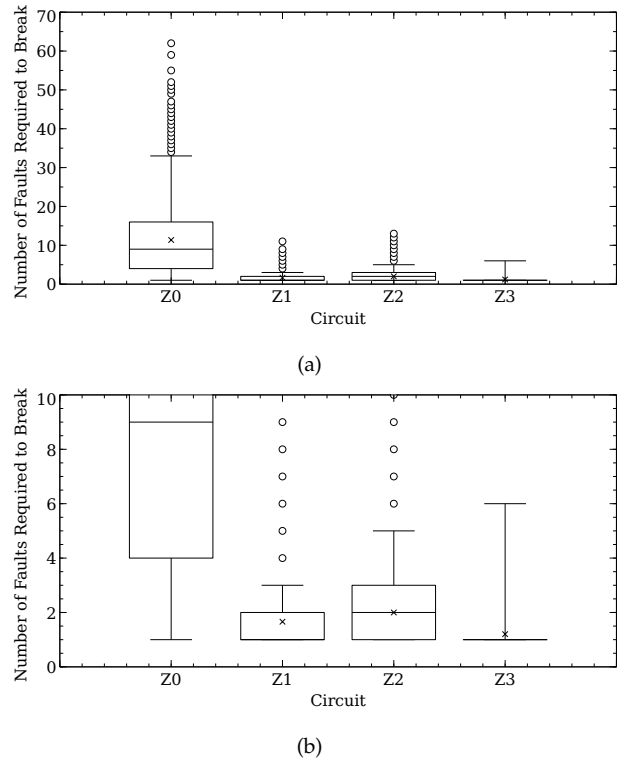 Number of Faults Required to Break
70
60
50
40
30
20
10
0
Z0 Z1 Z2 Z3
Circuit
(a)
Number of Faults Required to Break
10
8
6
4
2
0
Z0 Z1 Z2 Z3
Circuit
(b)